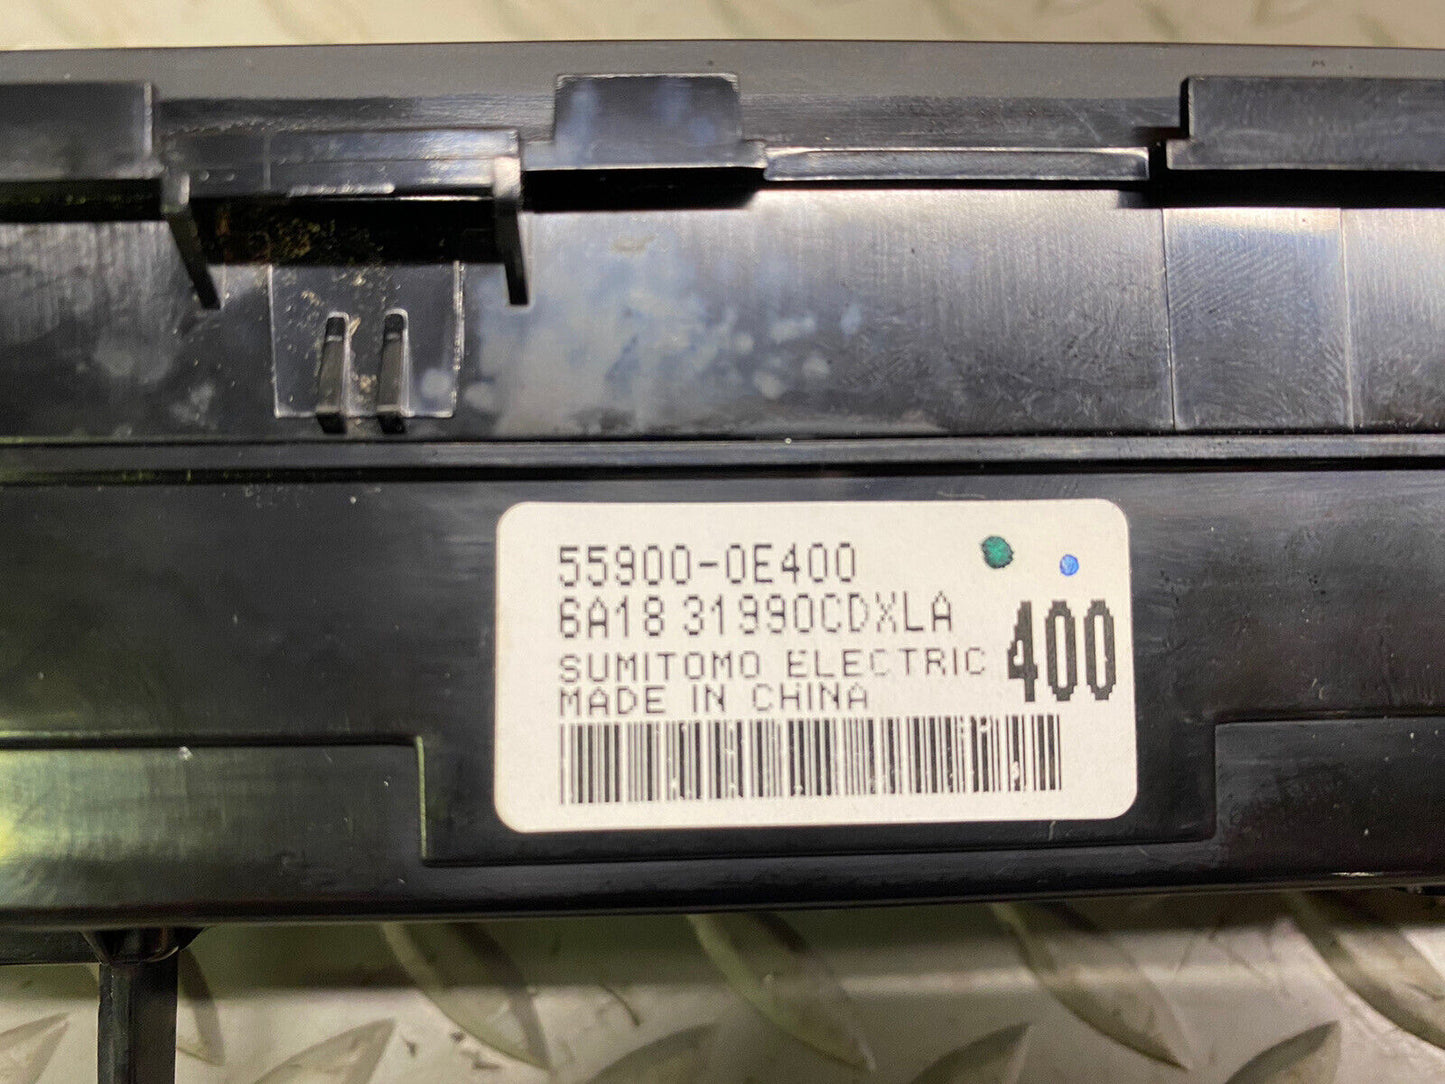 55900-0E400
6A18 31990CDXLA
SUMITOMO ELECTRIC
MADE IN CHINA
400